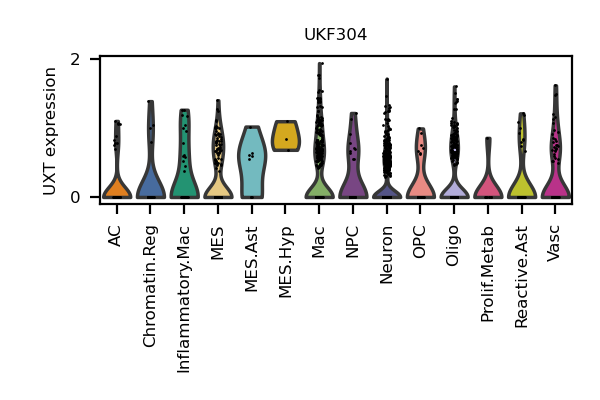 UKF304
UXT expression
2
0
AC
Chromatin.Reg
Inflammatory.Mac
MES
MES.Ast
MES.Hyp
Mac
NPC
Neuron
OPC
Oligo
Prolif.Metab
Reactive.Ast
Vasc